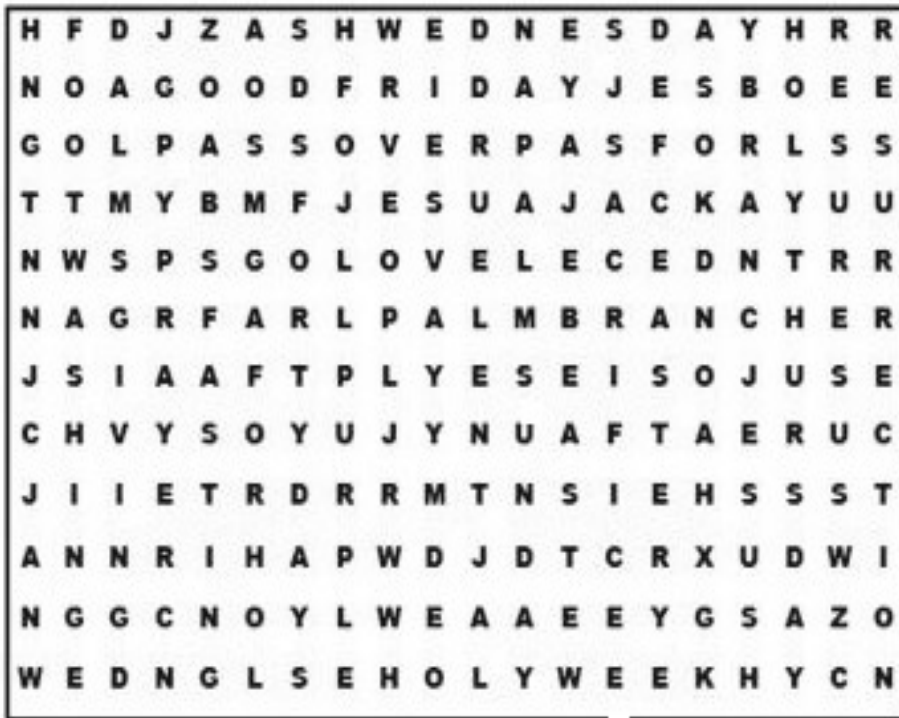 H F D J Z A S H W E D N E S D A Y H R R
N O A G O O D F R I D A Y J E S B O E E
G O L P A S S O V E R P A S F O R L S S
T T M Y B M F J E S U A J A C K A Y U U
N W S P S G O L O V E L E C E D N T R R
N A G R F A R L P A L M B R A N C H E R
J S I A A F T P L Y E S E I S O J U S E
C H V Y S O Y U J Y N U A F T A E R U C
J I I E T R D R R M T N S I E H S S S T
A N N R I H A P W D J D T C R X U D W I
N G G C N O Y L W E A A E E Y G S A Z O
W E D N G L S E H O L Y W E E K H Y C N